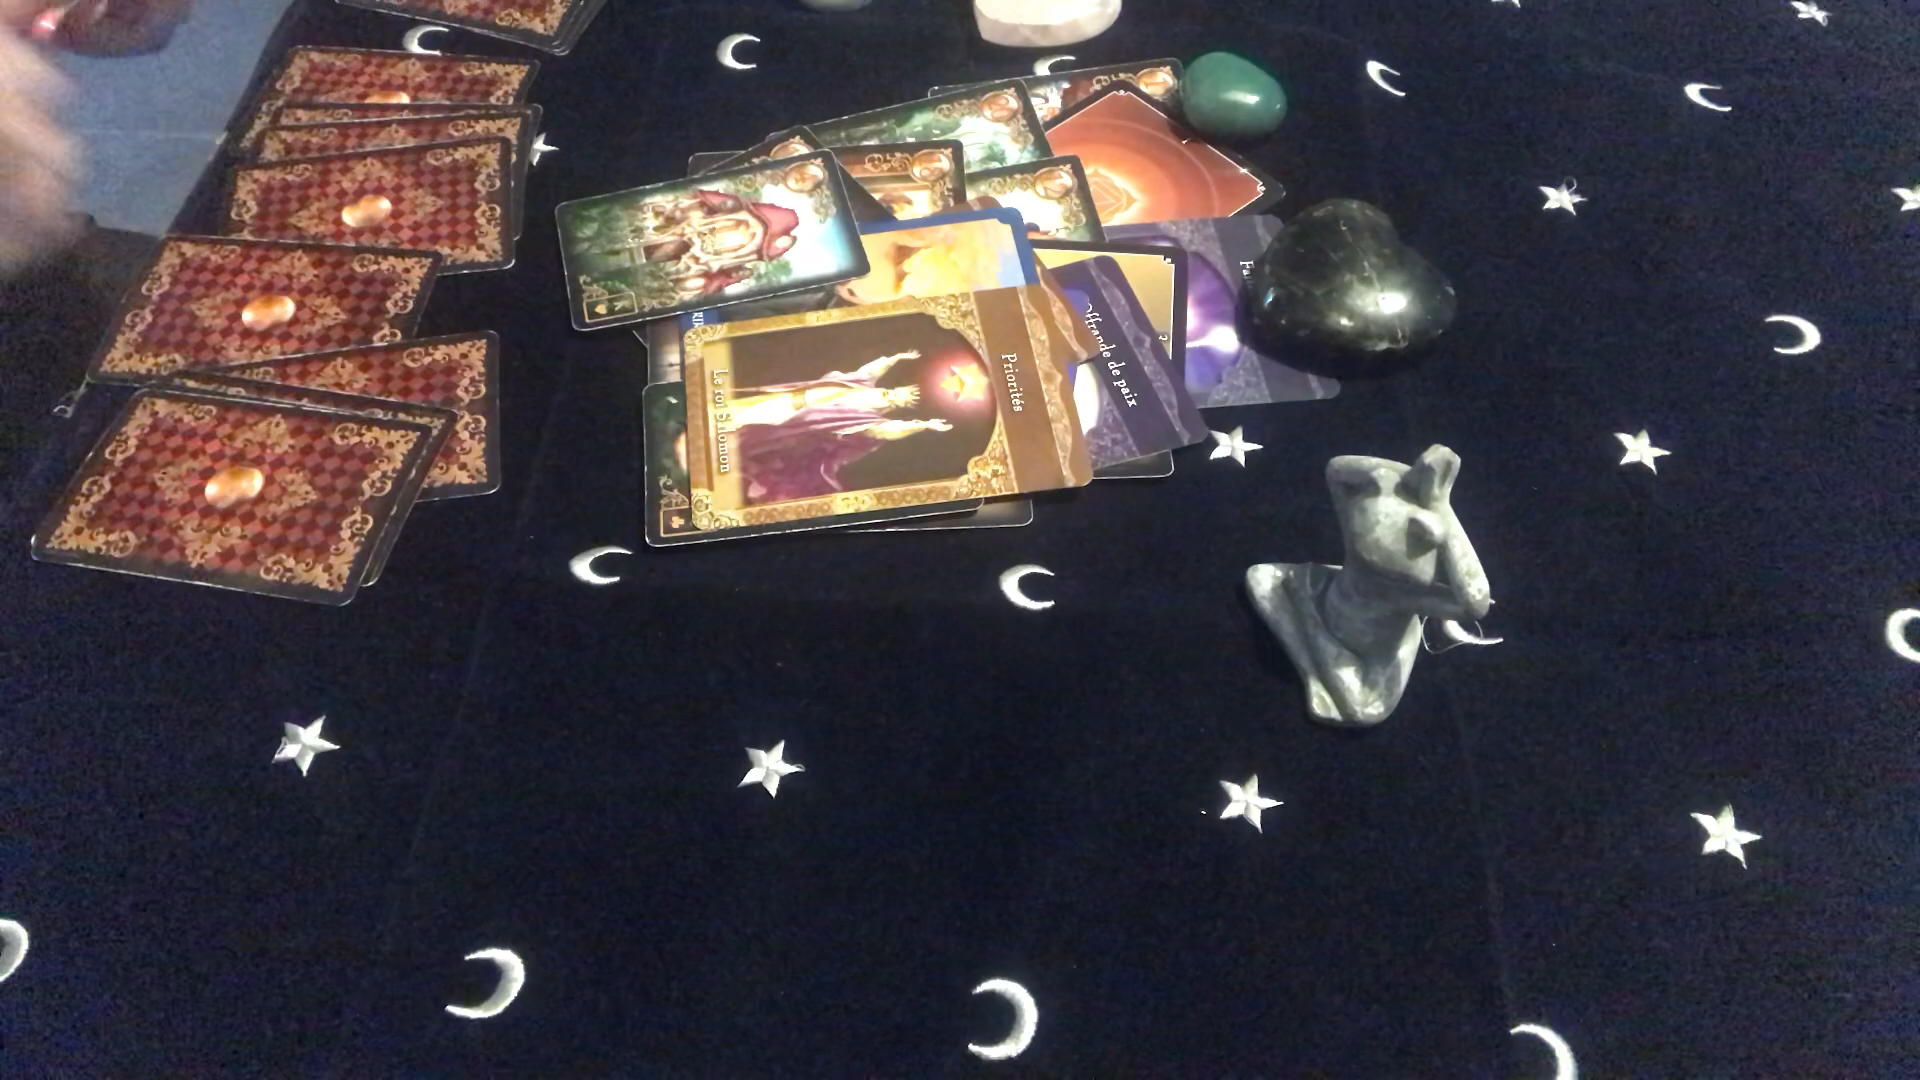 Priorités
Le roi Salomon
Offrande de paix